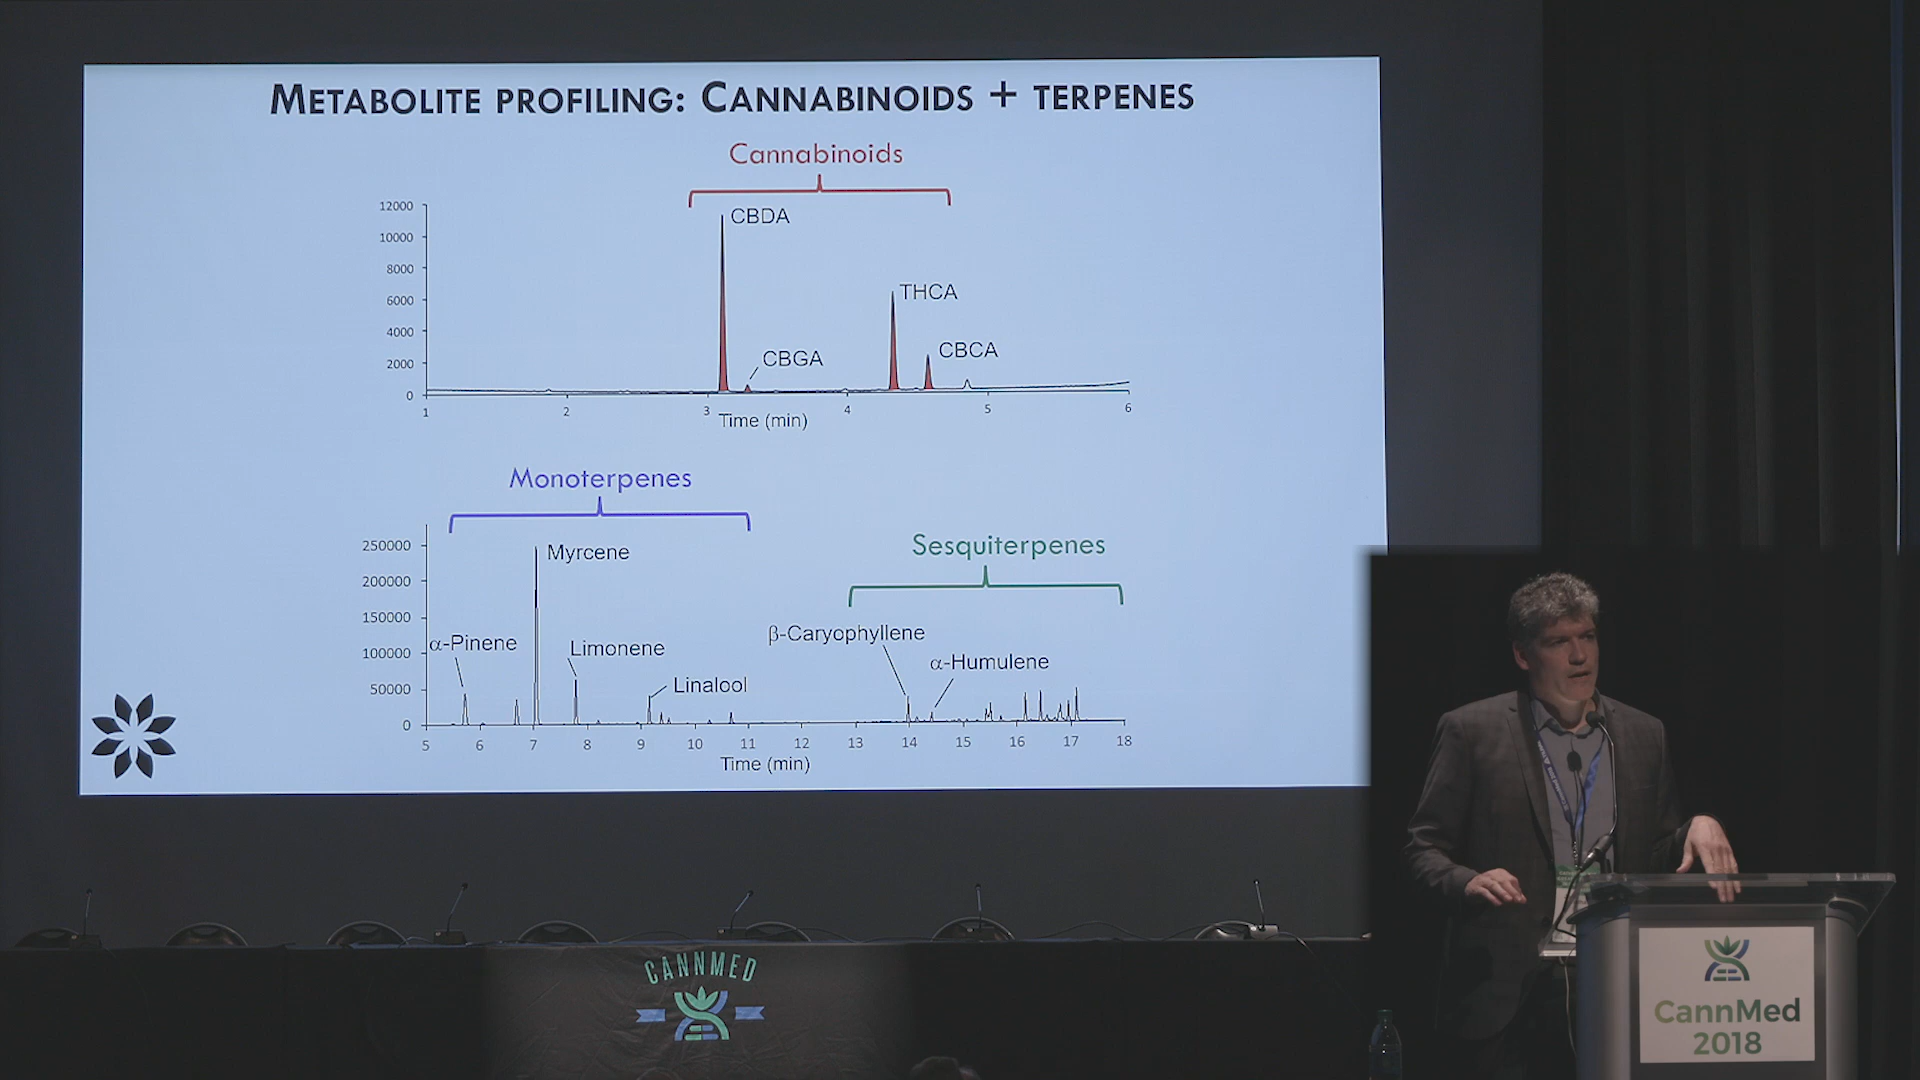 METABOLITE PROFILING: CANNABINOIDS + TERPENES
Cannabinoids
12000
10000
8000
6000
4000
2000
0
CBDA
CBGA
THCA
CBCA
1 2 3 4 5 6
Time (min)
Monoterpenes
Sesquiterpenes
250000
200000
150000
100000
50000
0
Myrcene
α-Pinene
Limonene
Linalool
β-Caryophyllene
α-Humulene
5 6 7 8 9 10 11 12 13 14 15 16 17 18
Time (min)
CANNMED
CannMed
2018